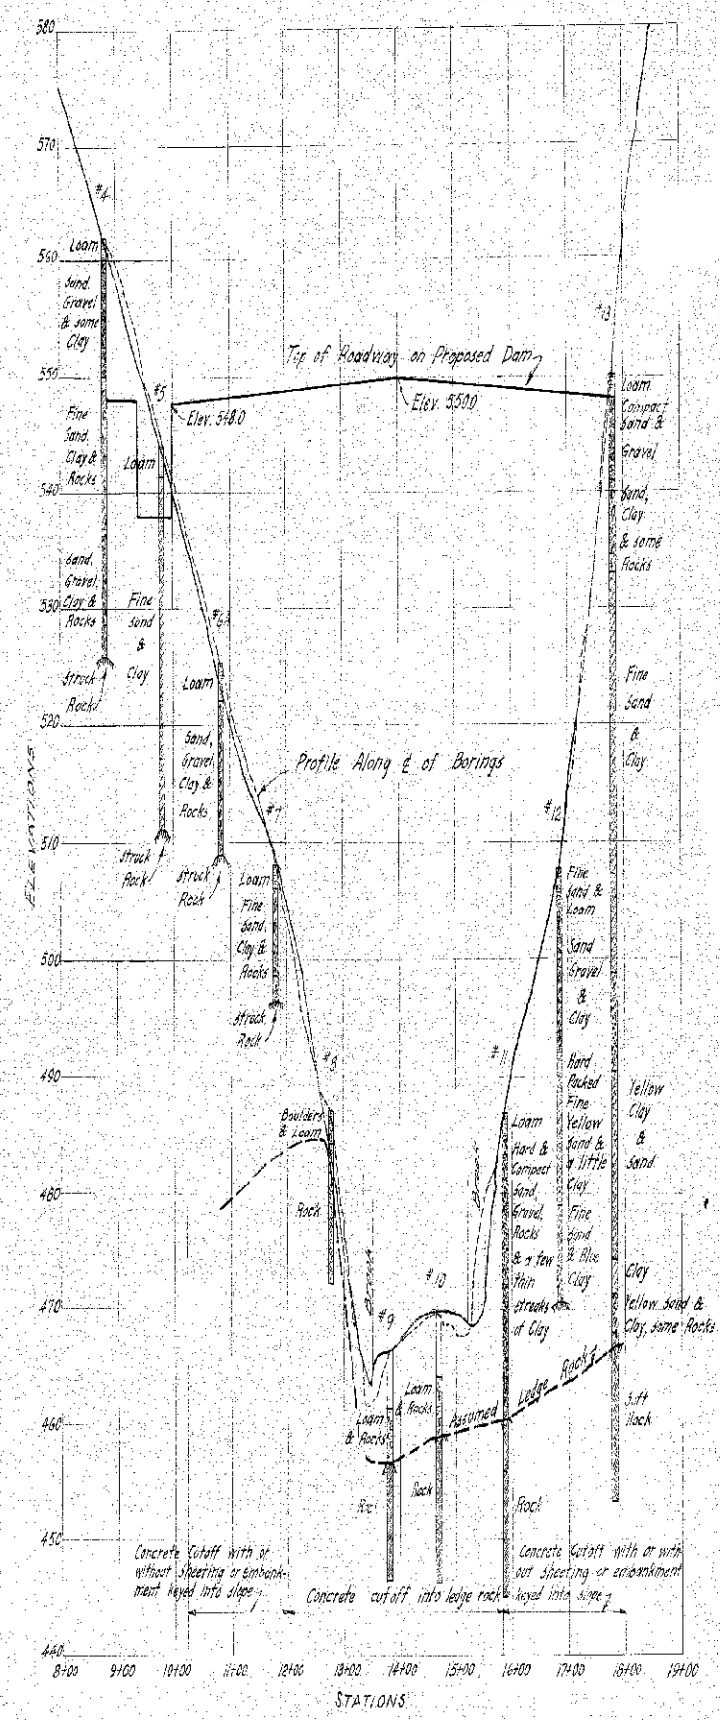 580
570
560
550
540
530
520
510
500
490
480
470
460
450
440
ELEVATIONS
#4
Loam
Sand,
Gravel
& some
Clay
Fine
Sand,
Clay &
Rocks
Sand,
Gravel,
Clay &
Rocks
Struck
Rock
#5
Loam
Fine
Sand
&
Clay
Struck
Rock
Top of Roadway on Proposed Dam
Elev. 548.0
Elev. 550.0
Loam
Sand,
Gravel,
Clay &
Rocks
Struck
Rock
Profile Along ℄ of Borings
#7
Loam
Fine
Sand,
Clay &
Rocks
Struck
Rock
#8
Boulders
& Loam
Rock
#9
Loam
& Rocks
#10
Loam
& Rocks
Rock
Assumed Ledge Rock
#11
Loam
Hard &
Compact
Sand,
Gravel,
Rocks
& a few
thin
Streaks
of Clay
Rock
#12
Fine
Sand &
Loam
Sand
Gravel
&
Clay
Hard
Packed
Fine
Yellow
Sand &
a little
Clay
Fine
Sand
& Blue
Clay
#13
Loam
Compact
Sand &
Gravel
Sand,
Clay
& some
Rocks
Fine
Sand
&
Clay
Yellow
Clay
&
Sand
Clay
Yellow Sand &
Clay, some Rocks
Soft
Rock
Concrete Cutoff with or
without Sheeting or Embank-
ment keyed into slope
Concrete cutoff into ledge rock
Concrete Cutoff with or with-
out Sheeting or embankment
keyed into slope
8+00 9+00 10+00 11+00 12+00 13+00 14+00 15+00 16+00 17+00 18+00 19+00
STATIONS